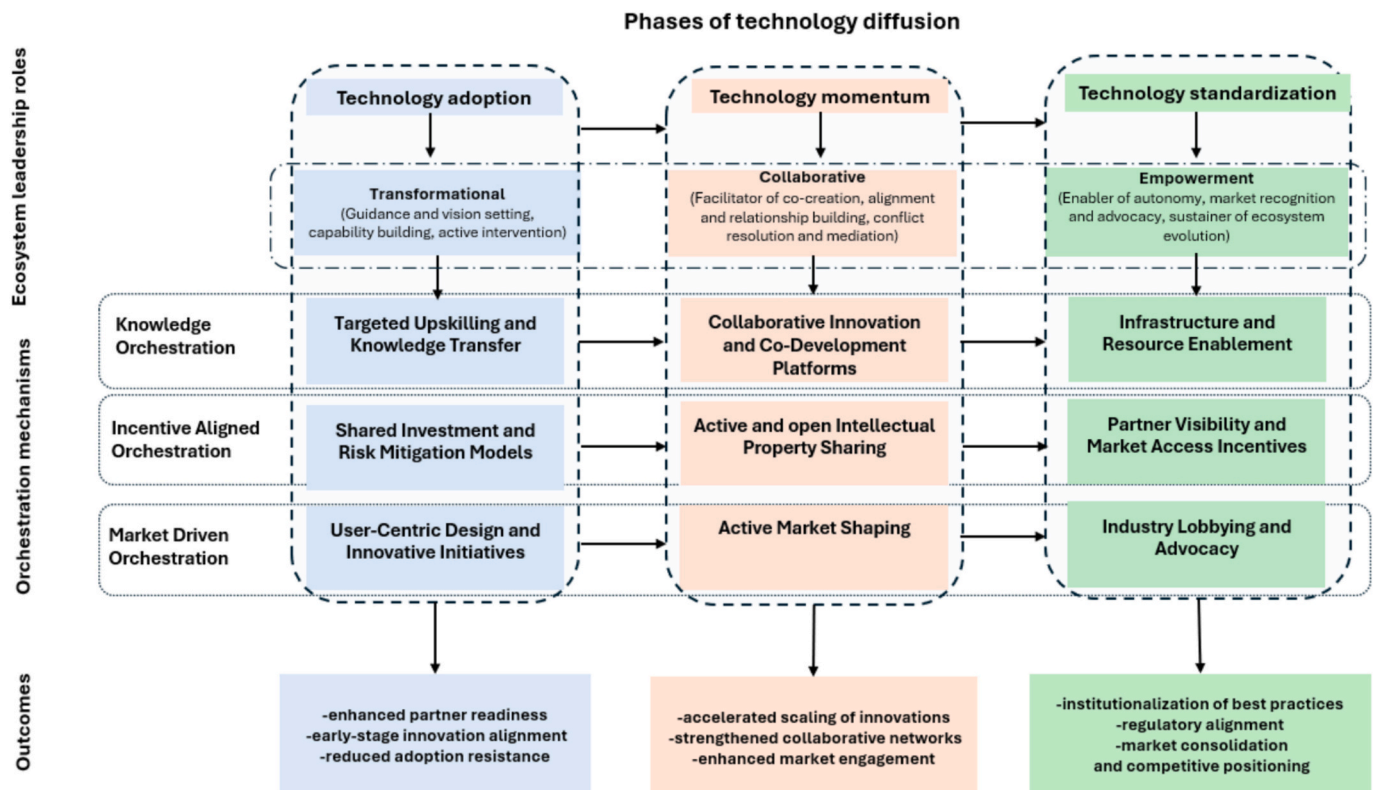 Phases of technology diffusion
Ecosystem leadership roles
Technology adoption
Technology momentum
Technology standardization
Transformational
(Guidance and vision setting,
capability building, active intervention)
Collaborative
(Facilitator of co-creation, alignment
and relationship building, conflict
resolution and mediation)
Empowerment
(Enabler of autonomy, market recognition
and advocacy, sustainer of ecosystem
evolution)
Orchestration mechanisms
Knowledge
Orchestration
Targeted Upskilling and
Knowledge Transfer
Collaborative Innovation
and Co-Development
Platforms
Infrastructure and
Resource Enablement
Incentive Aligned
Orchestration
Shared Investment and
Risk Mitigation Models
Active and open Intellectual
Property Sharing
Partner Visibility and
Market Access Incentives
Market Driven
Orchestration
User-Centric Design and
Innovative Initiatives
Active Market Shaping
Industry Lobbying and
Advocacy
Outcomes
-enhanced partner readiness
-early-stage innovation alignment
-reduced adoption resistance
-accelerated scaling of innovations
-strengthened collaborative networks
-enhanced market engagement
-institutionalization of best practices
-regulatory alignment
-market consolidation
and competitive positioning